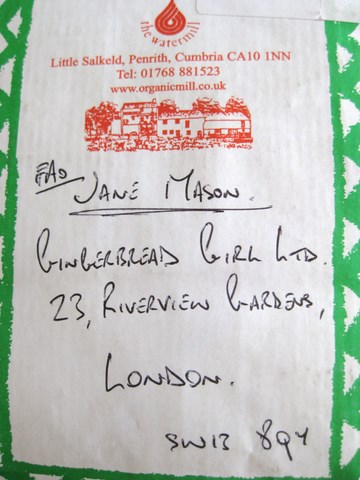 the watermill
Little Salkeld, Penrith, Cumbria CA10 1NN
Tel: 01768 881523
www.organicmill.co.uk
FAO JANE MASON.
GINGERBREAD GIRL LTD.
23, RIVERVIEW GARDENS,
LONDON.
SW13 8QY